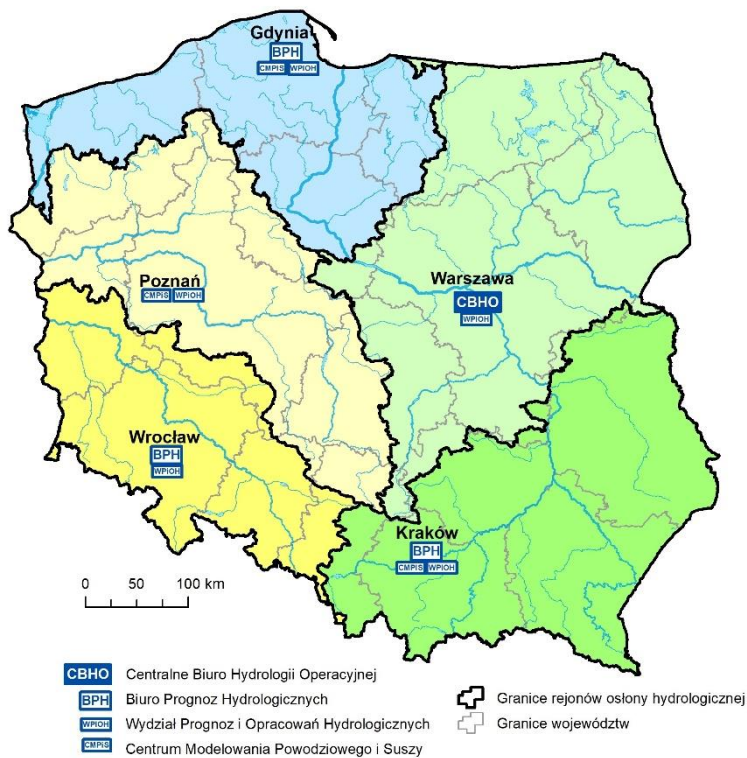 Gdynia
BPH
CMPiS WPiOH
Poznań
CMPiS WPiOH
Warszawa
CBHO
WPiOH
Wrocław
BPH
WPiOH
Kraków
BPH
CMPiS WPiOH
0 50 100 km
CBHO Centralne Biuro Hydrologii Operacyjnej
BPH Biuro Prognoz Hydrologicznych
WPiOH Wydział Prognoz i Opracowań Hydrologicznych
CMPiS Centrum Modelowania Powodziowego i Suszy
Granice rejonów osłony hydrologicznej
Granice województw